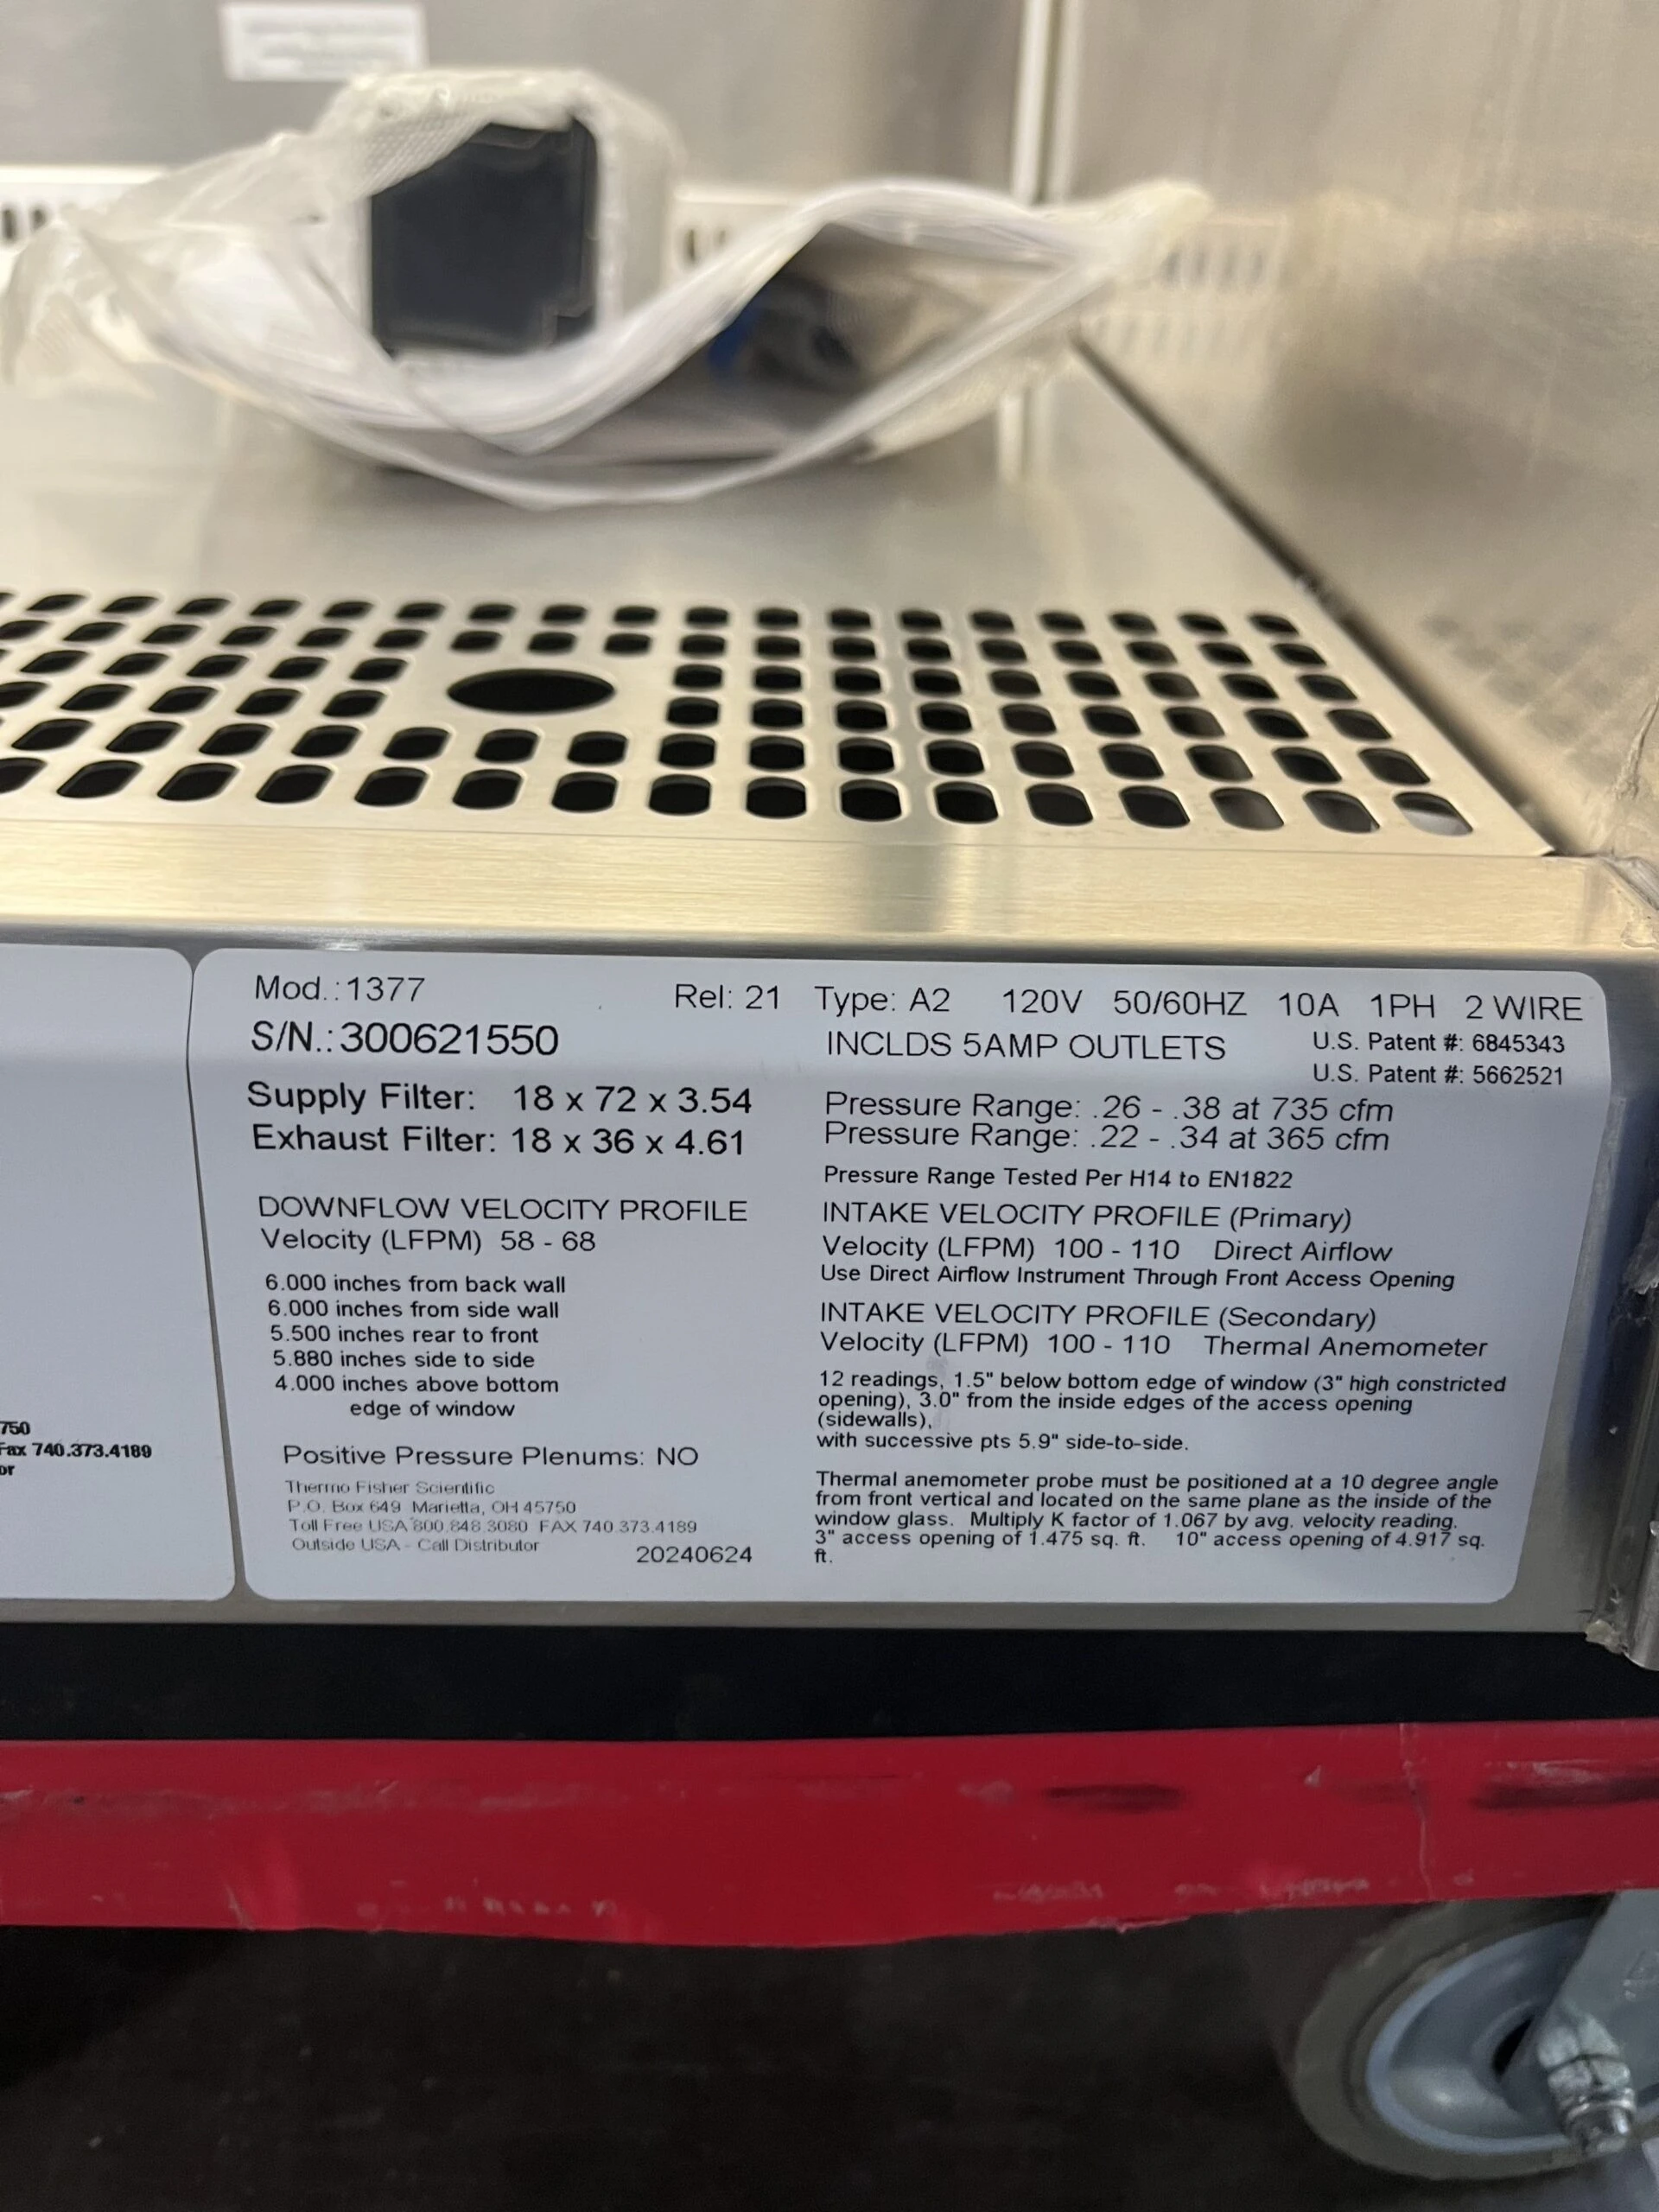 Mod.: 1377
Rel: 21 Type: A2 120V 50/60HZ 10A 1PH 2 WIRE
S/N.: 300621550
INCLDS 5AMP OUTLETS
U.S. Patent #: 6845343
U.S. Patent #: 5662521
Supply Filter: 18 x 72 x 3.54
Pressure Range: .26 - .38 at 735 cfm
Exhaust Filter: 18 x 36 x 4.61
Pressure Range: .22 - .34 at 365 cfm
Pressure Range Tested Per H14 to EN1822
DOWNFLOW VELOCITY PROFILE
Velocity (LFPM) 58 - 68
6.000 inches from back wall
6.000 inches from side wall
5.500 inches rear to front
5.880 inches side to side
4.000 inches above bottom
edge of window
Positive Pressure Plenums: NO
Thermo Fisher Scientific
P.O. Box 649 Marietta, OH 45750
Toll Free USA 800.848.3080 FAX 740.373.4189
Outside USA - Call Distributor
20240624
INTAKE VELOCITY PROFILE (Primary)
Velocity (LFPM) 100 - 110 Direct Airflow
Use Direct Airflow Instrument Through Front Access Opening
INTAKE VELOCITY PROFILE (Secondary)
Velocity (LFPM) 100 - 110 Thermal Anemometer
12 readings, 1.5" below bottom edge of window (3" high constricted
opening), 3.0" from the inside edges of the access opening
(sidewalls),
with successive pts 5.9" side-to-side.
Thermal anemometer probe must be positioned at a 10 degree angle
from front vertical and located on the same plane as the inside of the
window glass. Multiply K factor of 1.067 by avg. velocity reading.
3" access opening of 1.475 sq. ft. 10" access opening of 4.917 sq.
ft.
750
Fax 740.373.4189
or